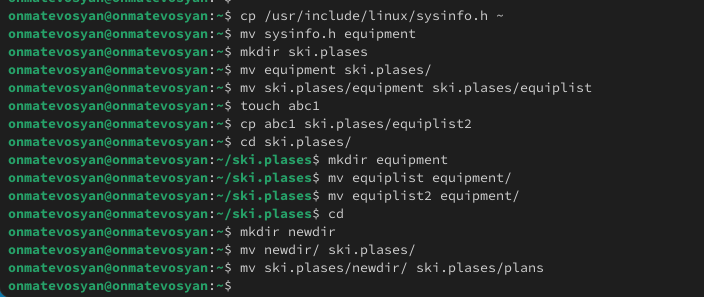 onmatevosyan@onmatevosyan:~$ cp /usr/include/linux/sysinfo.h ~
onmatevosyan@onmatevosyan:~$ mv sysinfo.h equipment
onmatevosyan@onmatevosyan:~$ mkdir ski.plases
onmatevosyan@onmatevosyan:~$ mv equipment ski.plases/
onmatevosyan@onmatevosyan:~$ mv ski.plases/equipment ski.plases/equiplist
onmatevosyan@onmatevosyan:~$ touch abc1
onmatevosyan@onmatevosyan:~$ cp abc1 ski.plases/equiplist2
onmatevosyan@onmatevosyan:~$ cd ski.plases/
onmatevosyan@onmatevosyan:~/ski.plases$ mkdir equipment
onmatevosyan@onmatevosyan:~/ski.plases$ mv equiplist equipment/
onmatevosyan@onmatevosyan:~/ski.plases$ mv equiplist2 equipment/
onmatevosyan@onmatevosyan:~/ski.plases$ cd
onmatevosyan@onmatevosyan:~$ mkdir newdir
onmatevosyan@onmatevosyan:~$ mv newdir/ ski.plases/
onmatevosyan@onmatevosyan:~$ mv ski.plases/newdir/ ski.plases/plans
onmatevosyan@onmatevosyan:~$